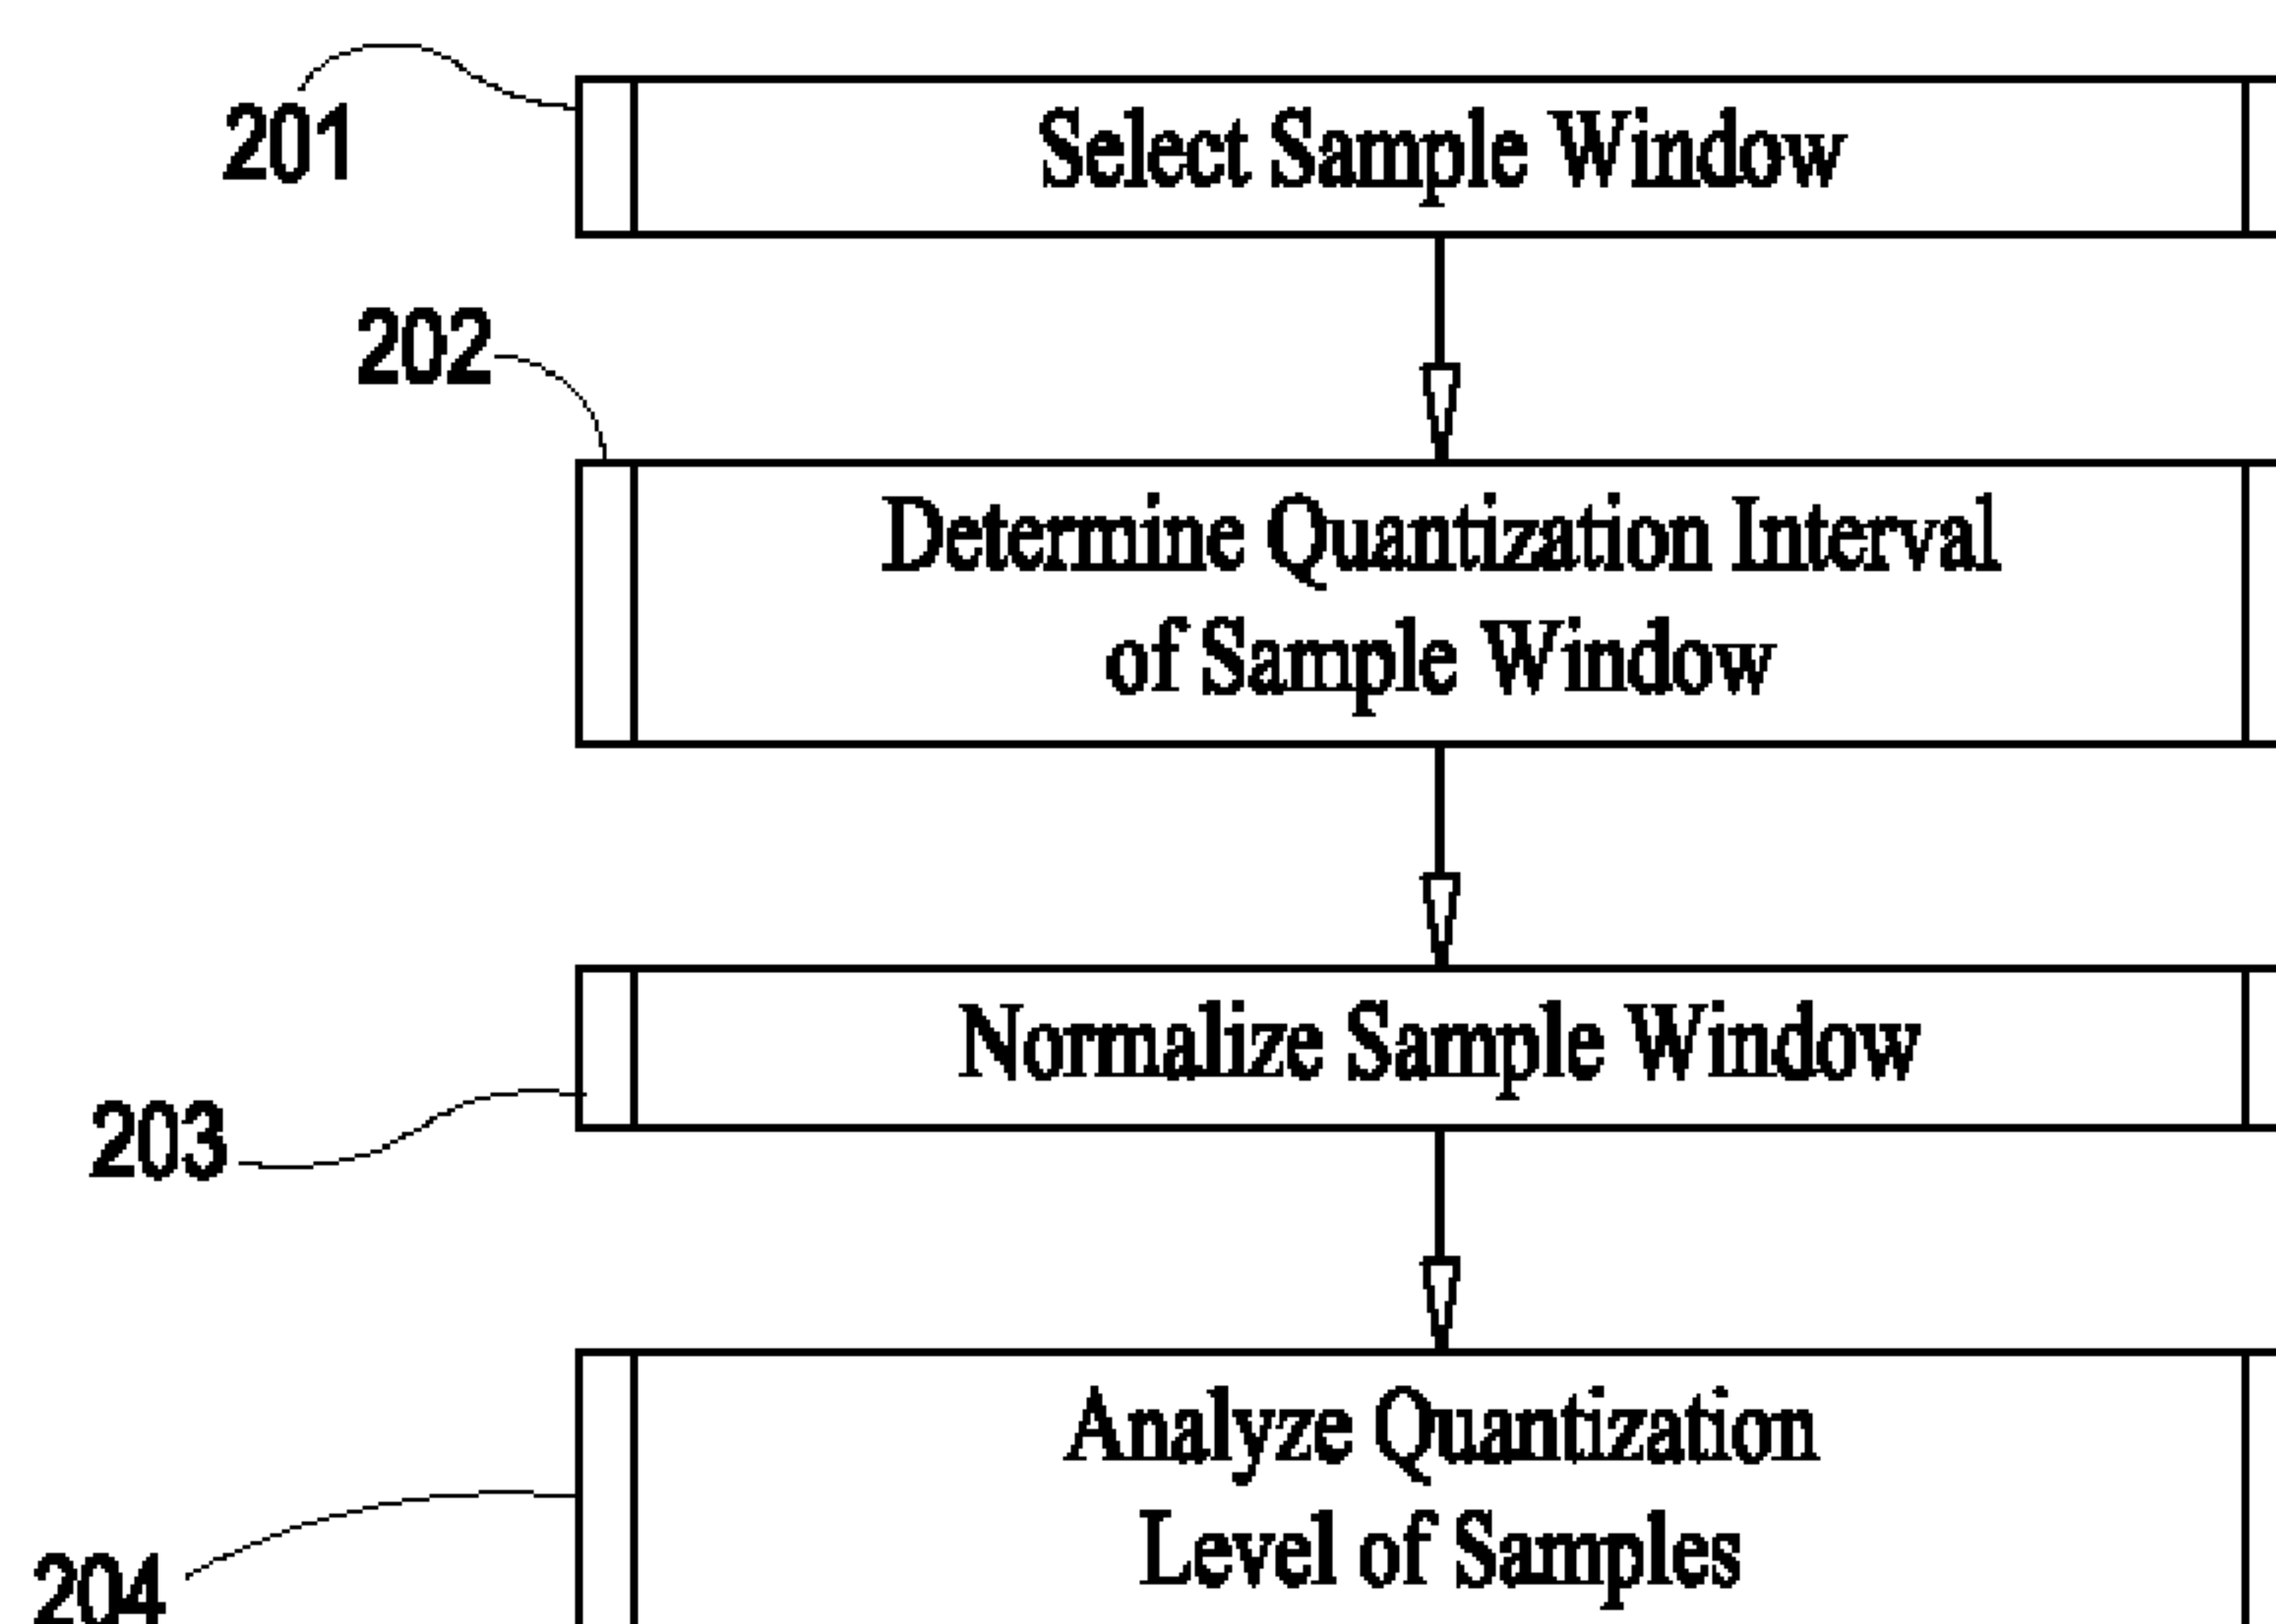 201
Select Sample Window
202
Determine Quantization Interval
of Sample Window
Normalize Sample Window
203
Analyze Quantization
Level of Samples
204